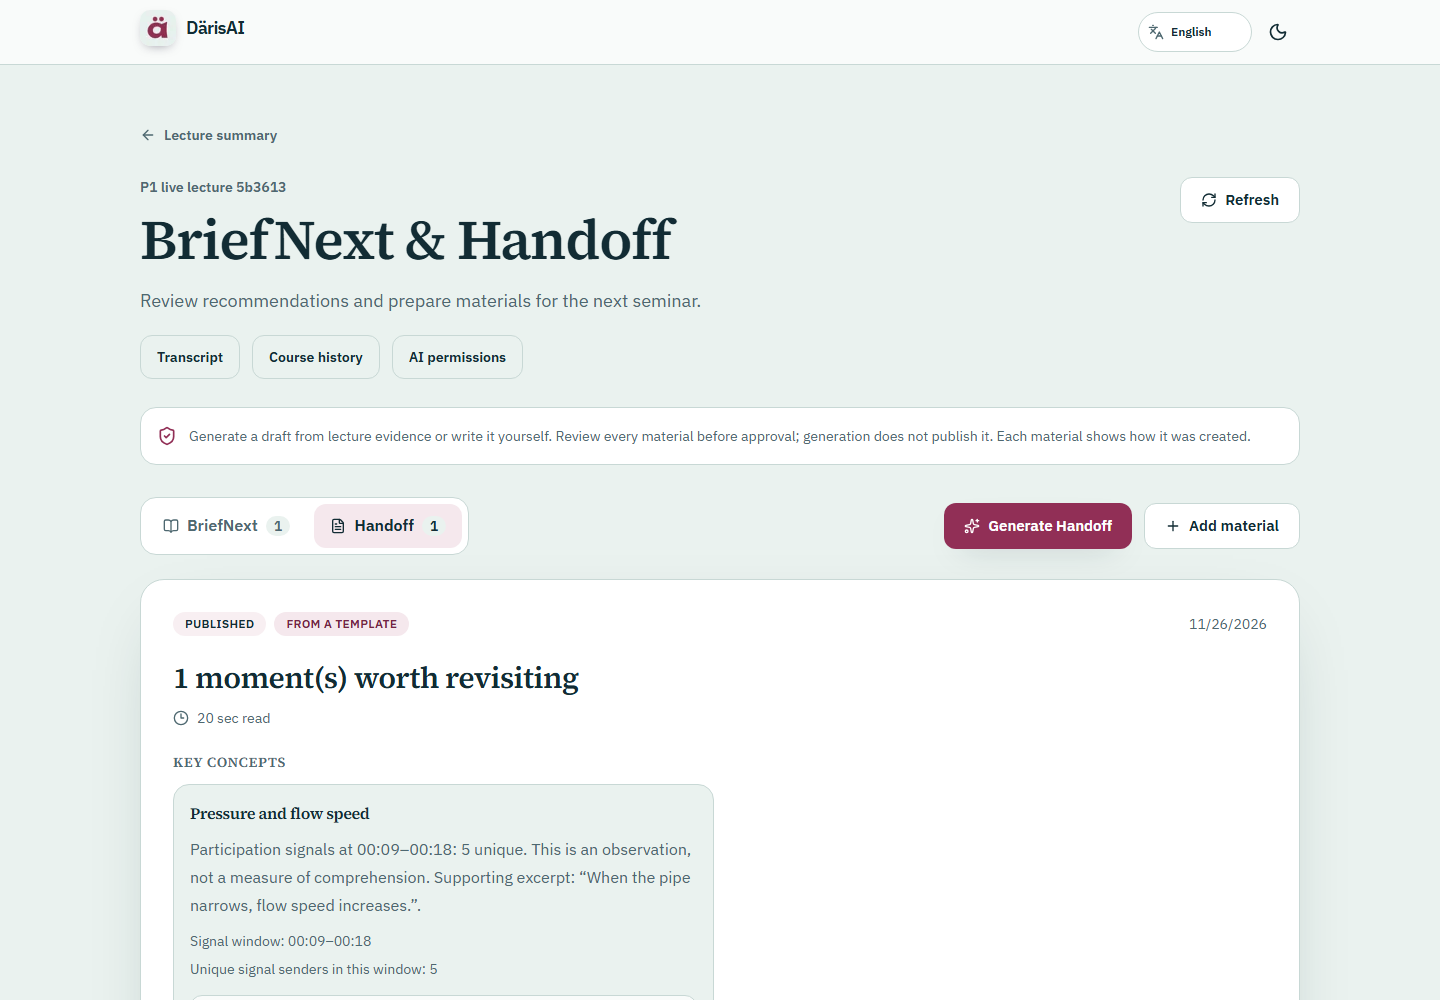 ä DärisAI
English
Lecture summary
P1 live lecture 5b3613
Refresh
BriefNext & Handoff
Review recommendations and prepare materials for the next seminar.
Transcript
Course history
AI permissions
Generate a draft from lecture evidence or write it yourself. Review every material before approval; generation does not publish it. Each material shows how it was created.
BriefNext 1
Handoff 1
Generate Handoff
Add material
PUBLISHED
FROM A TEMPLATE
11/26/2026
1 moment(s) worth revisiting
20 sec read
KEY CONCEPTS
Pressure and flow speed
Participation signals at 00:09–00:18: 5 unique. This is an observation,
not a measure of comprehension. Supporting excerpt: “When the pipe
narrows, flow speed increases.”.
Signal window: 00:09–00:18
Unique signal senders in this window: 5